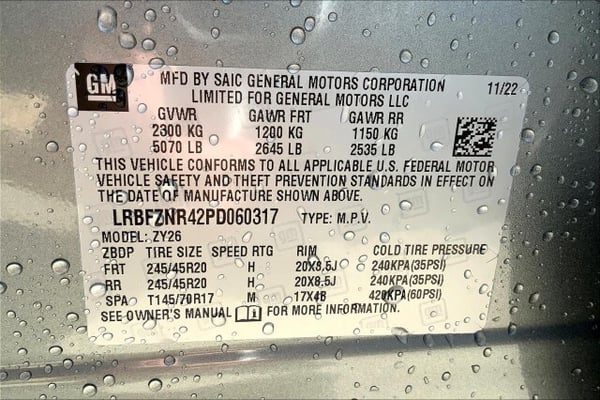 GM
MFD BY SAIC GENERAL MOTORS CORPORATION 11/22
LIMITED FOR GENERAL MOTORS LLC
GVWR GAWR FRT GAWR RR
2300 KG 1200 KG 1150 KG
5070 LB 2645 LB 2535 LB
THIS VEHICLE CONFORMS TO ALL APPLICABLE U.S. FEDERAL MOTOR
VEHICLE SAFETY AND THEFT PREVENTION STANDARDS IN EFFECT ON
THE DATE OF MANUFACTURE SHOWN ABOVE.
LRBFZNR42PD060317 TYPE: M.P.V.
MODEL: ZY26
ZBDP TIRE SIZE SPEED RTG RIM COLD TIRE PRESSURE
FRT 245/45R20 H 20X8,5J 240KPA(35PSI)
RR 245/45R20 H 20X8,5J 240KPA(35PSI)
SPA T145/70R17 M 17X4B 420KPA(60PSI)
SEE OWNER'S MANUAL FOR MORE INFORMATION.